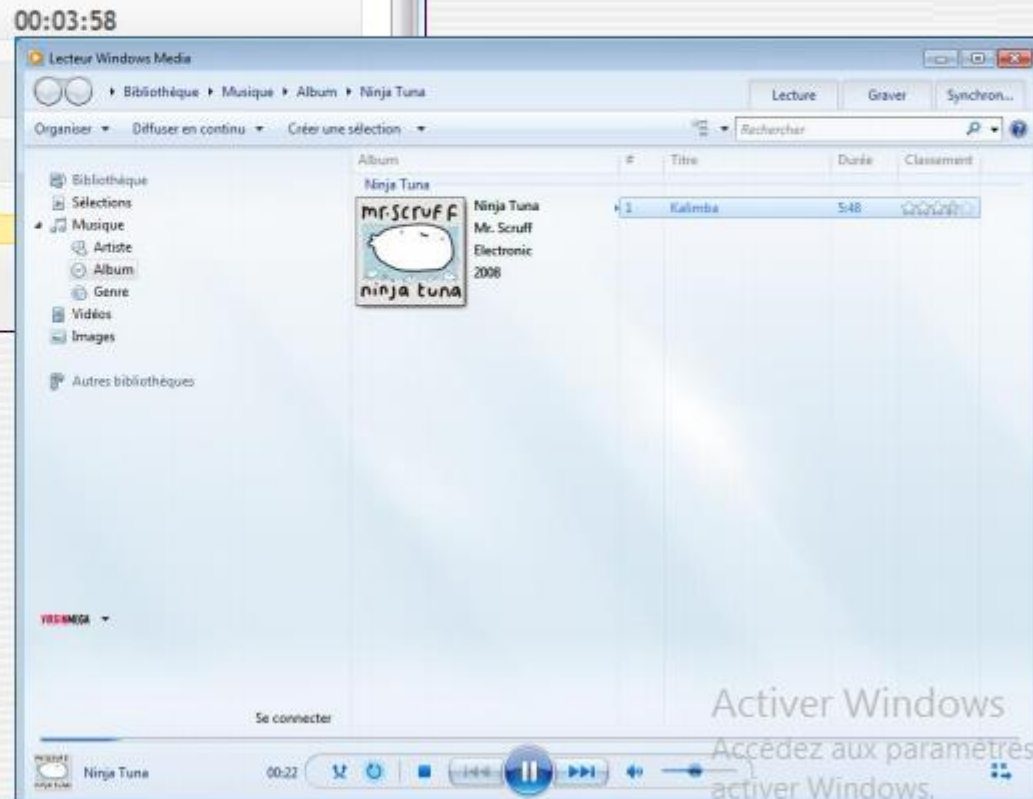 00:03:58
Lecteur Windows Media
Bibliothèque Musique Album Ninja Tuna
Lecture Graver Synchron...
Organiser Diffuser en continu Créer une sélection Rechercher
Album # Titre Durée Classement
Bibliothèque
Sélections
Musique
Artiste
Album
Genre
Vidéos
Images
Autres bibliothèques
Ninja Tuna
mr.scruff
ninja tuna
Ninja Tuna
Mr. Scruff
Electronic
2008
1 Kalimba 5:48
VIRGINMEGA
Se connecter
Ninja Tuna 00:22
Activer Windows
Accédez aux paramètres
activer Windows.